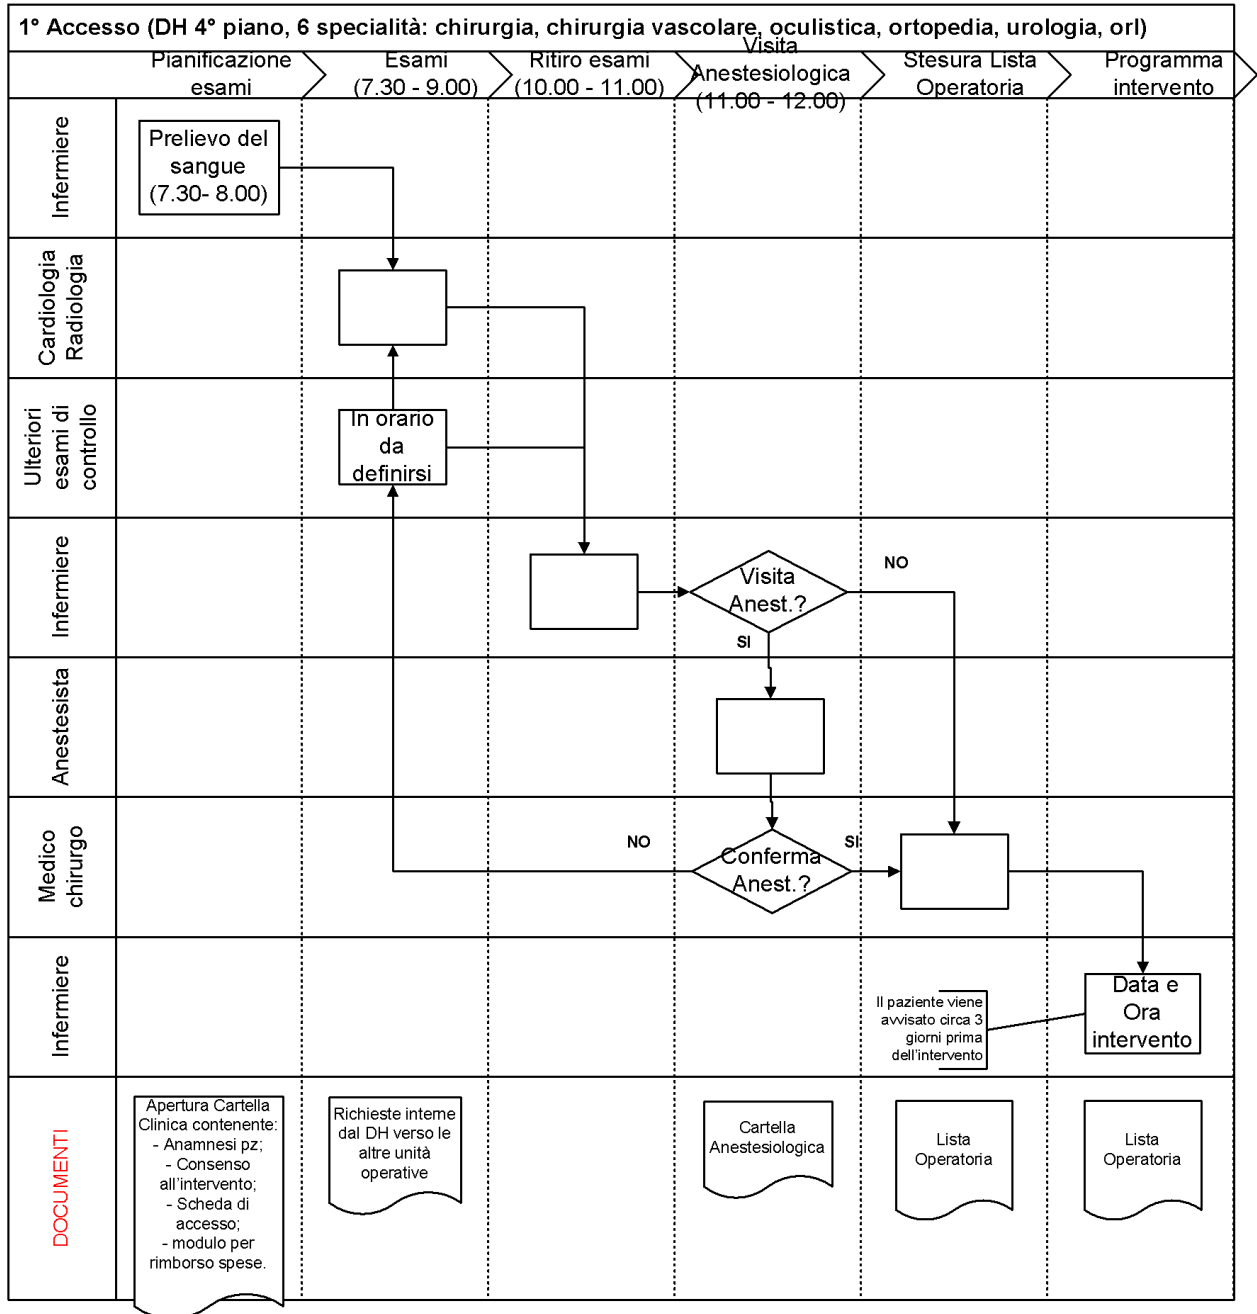 1° Accesso (DH 4° piano, 6 specialità: chirurgia, chirurgia vascolare, oculistica, ortopedia, urologia, orl)
Pianificazione
esami
Esami
(7.30 - 9.00)
Ritiro esami
(10.00 - 11.00)
Visita
Anestesiologica
(11.00 - 12.00)
Stesura Lista
Operatoria
Programma
intervento
Infermiere
Prelievo del
sangue
(7.30- 8.00)
Cardiologia
Radiologia
Ulteriori
esami di
controllo
In orario
da
definirsi
Infermiere
Visita
Anest.?
NO
SI
Anestesista
Medico
chirurgo
NO
Conferma
Anest.?
SI
Infermiere
Il paziente viene
avvisato circa 3
giorni prima
dell'intervento
Data e
Ora
intervento
DOCUMENTI
Apertura Cartella
Clinica contenente:
- Anamnesi pz;
- Consenso
all'intervento;
- Scheda di
accesso;
- modulo per
rimborso spese.
Richieste interne
dal DH verso le
altre unità
operative
Cartella
Anestesiologica
Lista
Operatoria
Lista
Operatoria